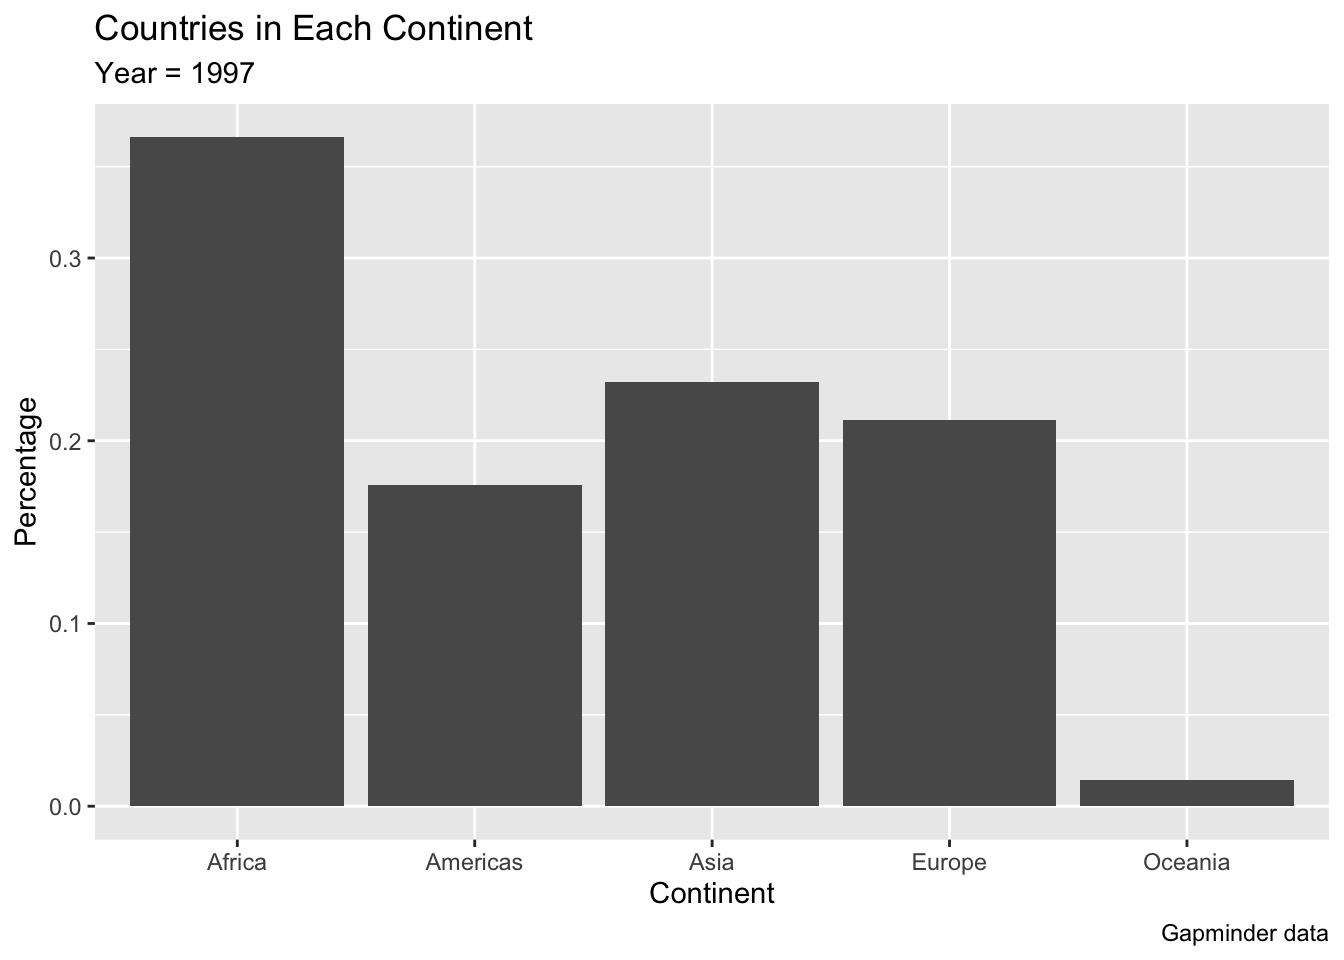 Countries in Each Continent
Year = 1997
Percentage
0.3
0.2
0.1
0.0
Africa Americas Asia Europe Oceania
Continent
Gapminder data